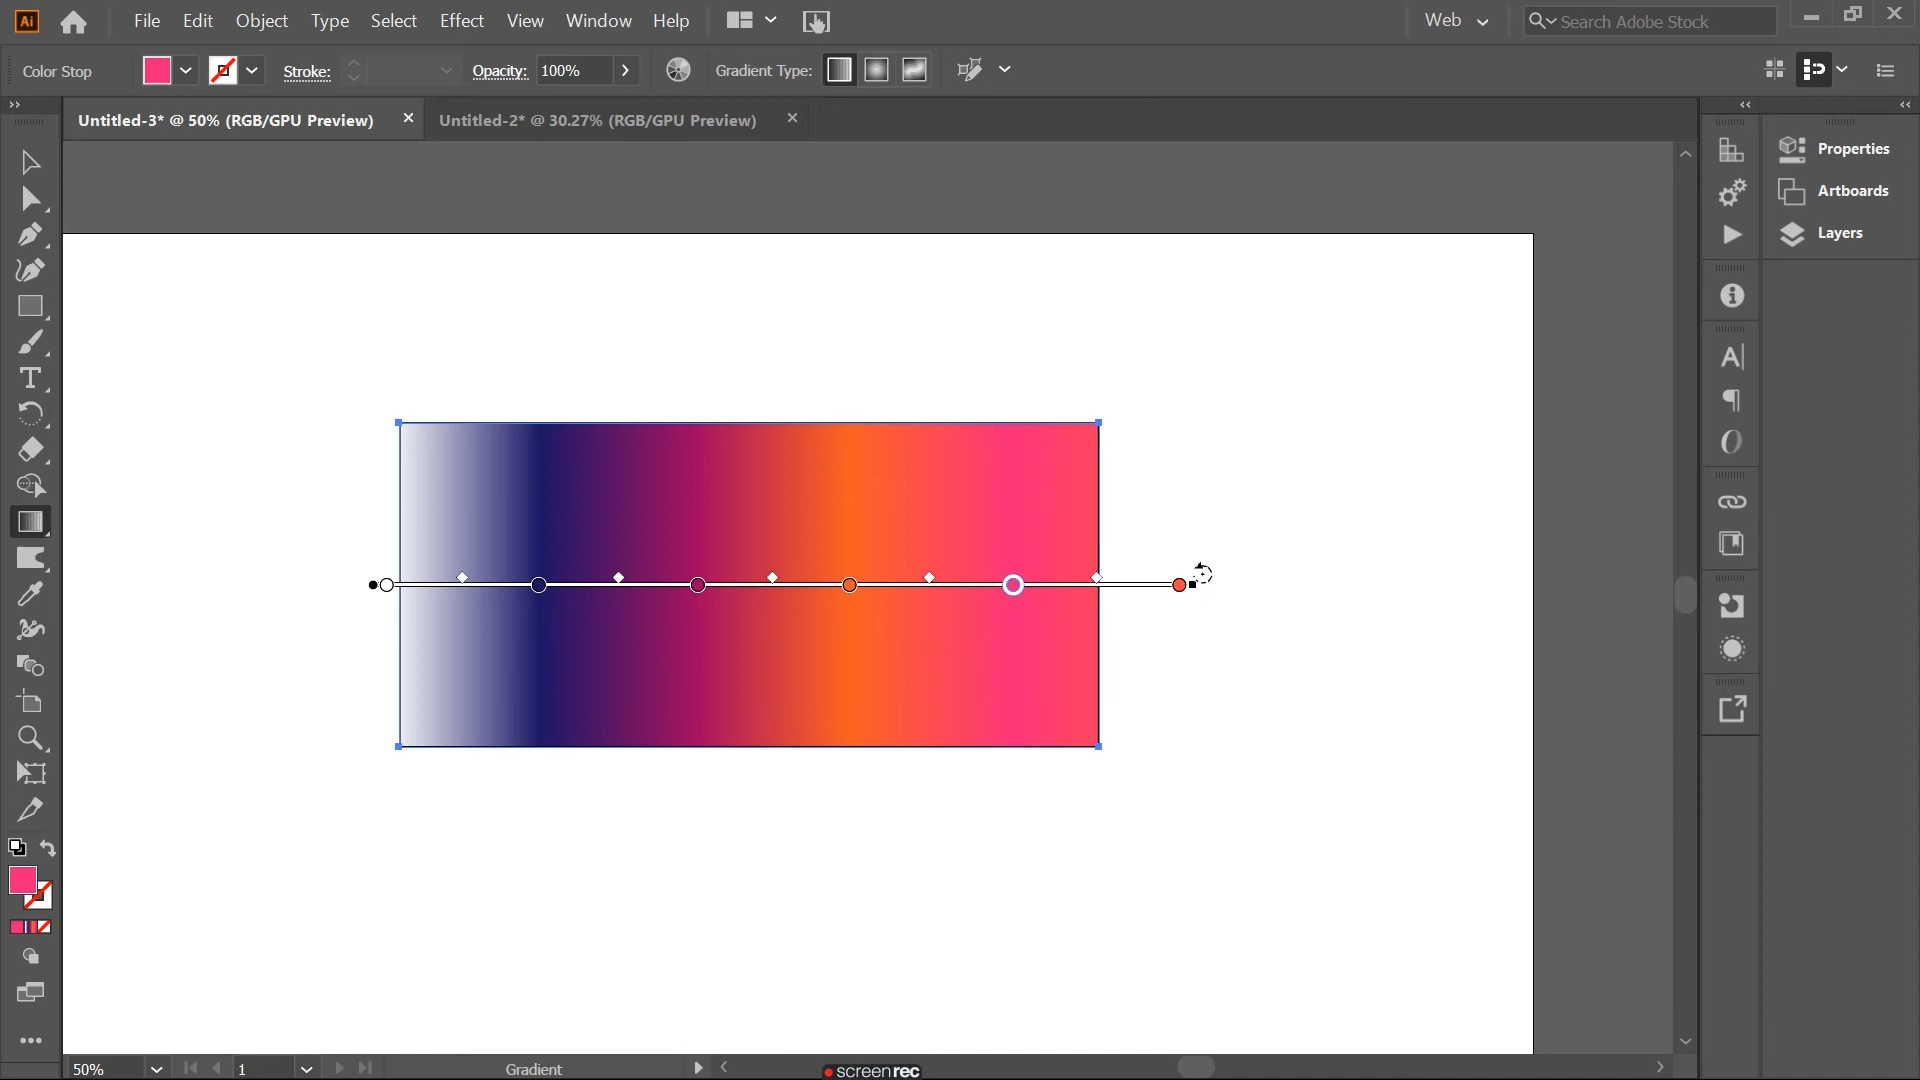 Ai File Edit Object Type Select Effect View Window Help Web Search Adobe Stock
Color Stop Stroke: Opacity: 100% Gradient Type:
Untitled-3* @ 50% (RGB/GPU Preview) Untitled-2* @ 30.27% (RGB/GPU Preview)
Properties
Artboards
Layers
50% 1 Gradient screenrec